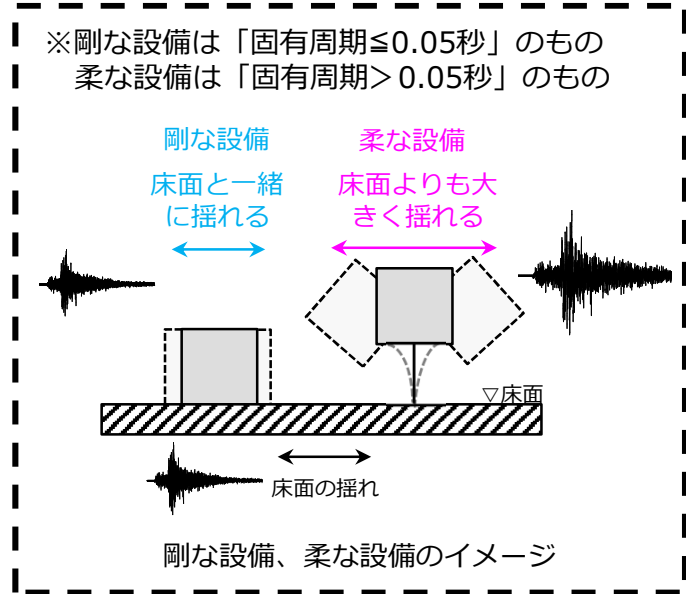 ※剛な設備は「固有周期≦0.05秒」のもの
柔な設備は「固有周期＞0.05秒」のもの
剛な設備
床面と一緒
に揺れる
柔な設備
床面よりも大
きく揺れる
▽床面
床面の揺れ
剛な設備、柔な設備のイメージ